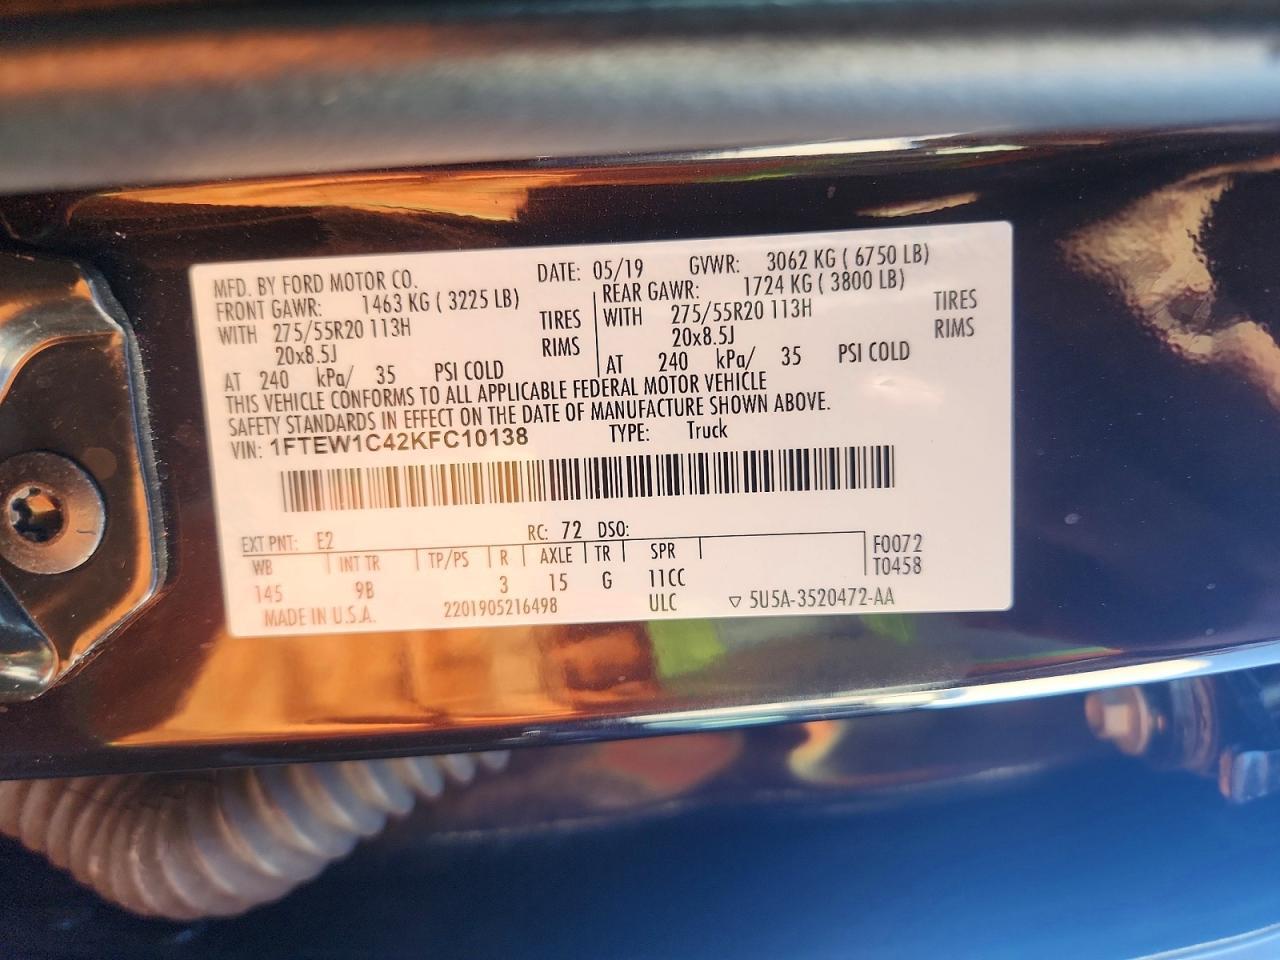 MFD. BY FORD MOTOR CO. DATE: 05/19 GVWR: 3062 KG ( 6750 LB)
FRONT GAWR: 1463 KG ( 3225 LB) REAR GAWR: 1724 KG ( 3800 LB)
WITH 275/55R20 113H TIRES WITH 275/55R20 113H TIRES
20x8.5J RIMS 20x8.5J RIMS
AT 240 kPa/ 35 PSI COLD AT 240 kPa/ 35 PSI COLD
THIS VEHICLE CONFORMS TO ALL APPLICABLE FEDERAL MOTOR VEHICLE
SAFETY STANDARDS IN EFFECT ON THE DATE OF MANUFACTURE SHOWN ABOVE.
VIN: 1FTEW1C42KFC10138 TYPE: Truck
EXT PNT: E2 RC: 72 DSO:
WB INT TR TP/PS R AXLE TR SPR F0072
145 9B 3 15 G 11CC T0458
MADE IN U.S.A. 2201905216498 ULC ▽ 5U5A-3520472-AA